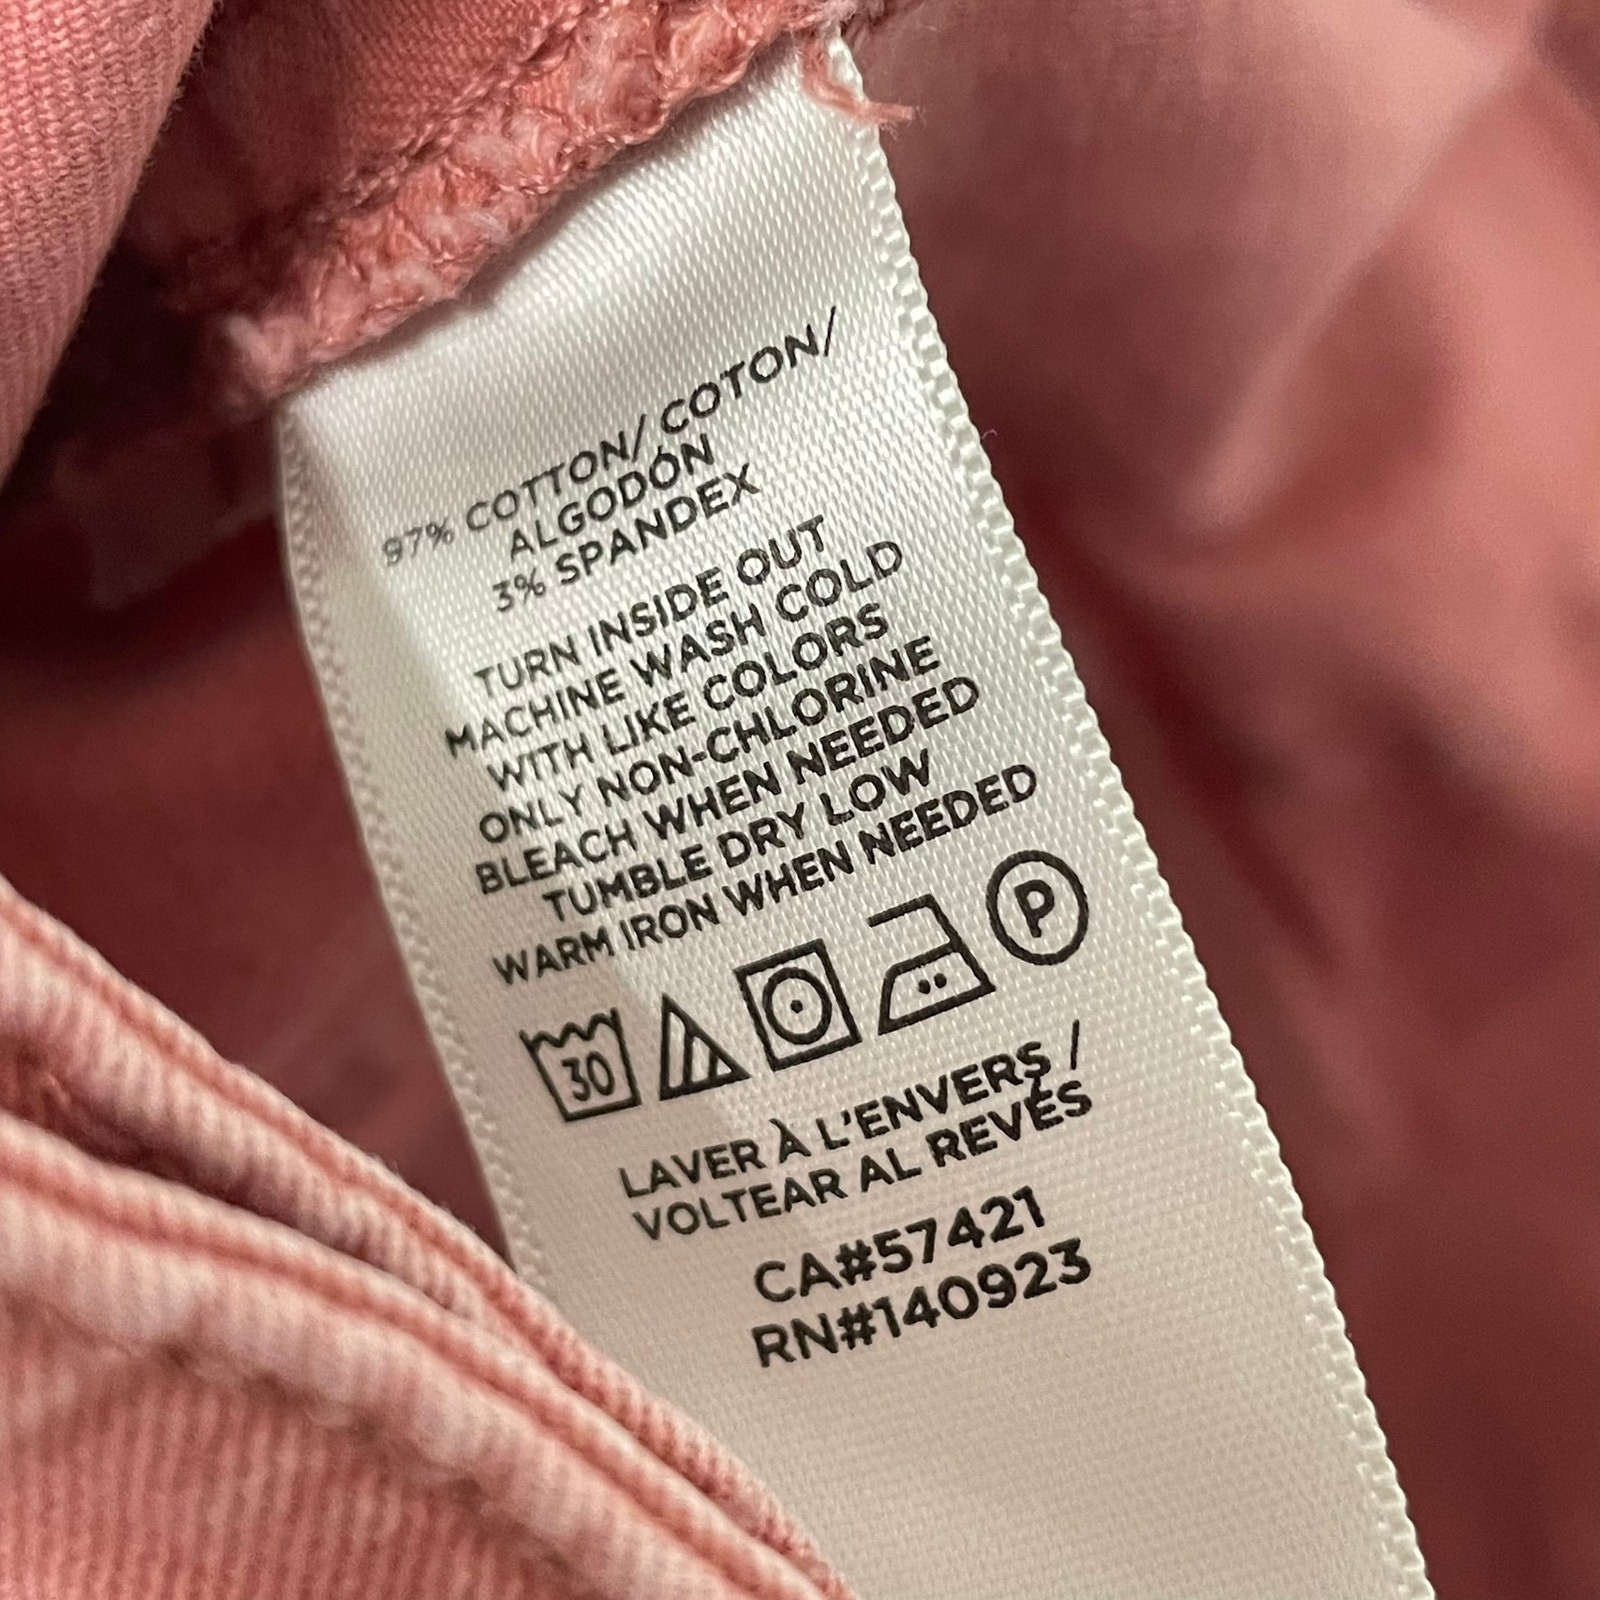 97% COTTON/ COTON/
ALGODÓN
3% SPANDEX
TURN INSIDE OUT
MACHINE WASH COLD
WITH LIKE COLORS
ONLY NON-CHLORINE
BLEACH WHEN NEEDED
TUMBLE DRY LOW
WARM IRON WHEN NEEDED
30 P
LAVER À L'ENVERS /
VOLTEAR AL REVÉS
CA#57421
RN#140923